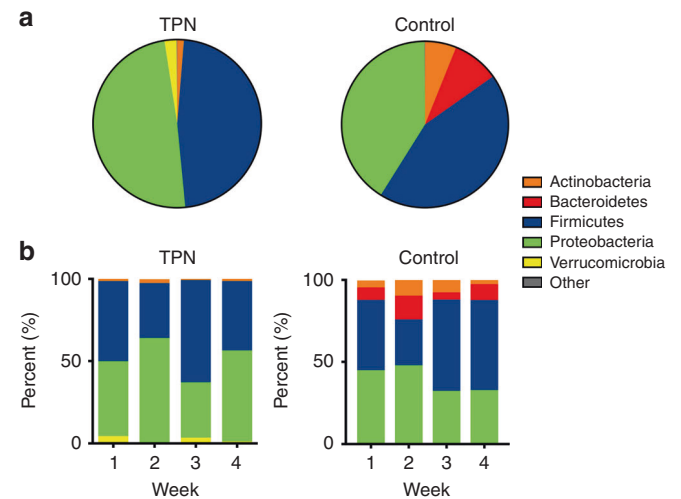 a
TPN
Control
Actinobacteria
Bacteroidetes
Firmicutes
Proteobacteria
Verrucomicrobia
Other
b
TPN
Control
Percent (%)
100
50
0
1 2 3 4
Week
Percent (%)
100
50
0
1 2 3 4
Week